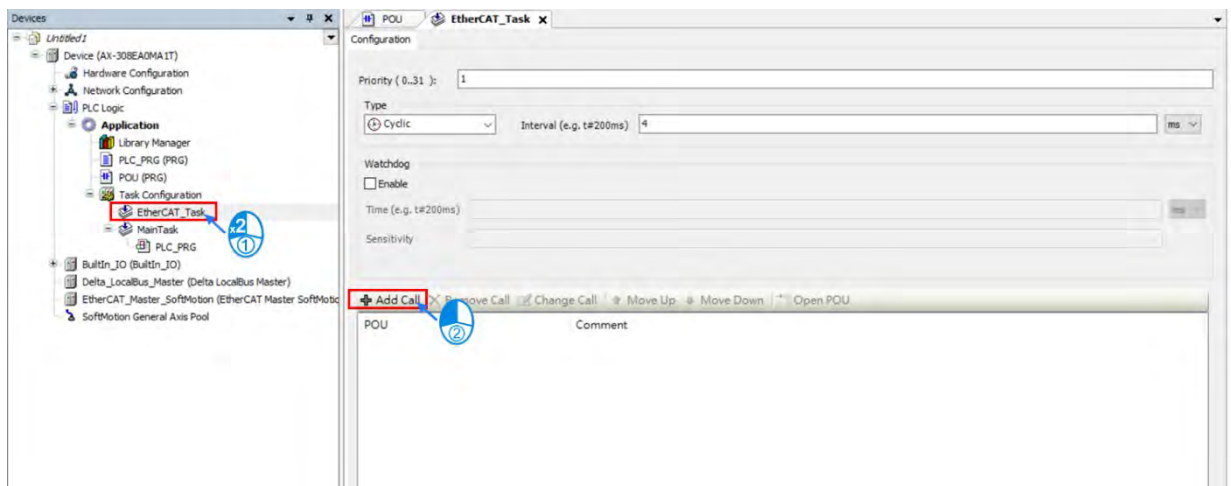 Devices
Untitled1
Device (AX-308EA0MA1T)
Hardware Configuration
Network Configuration
PLC Logic
Application
Library Manager
PLC_PRG (PRG)
POU (PRG)
Task Configuration
EtherCAT_Task
x2
①
MainTask
PLC_PRG
BuiltIn_IO (BuiltIn_IO)
Delta_LocalBus_Master (Delta LocalBus Master)
EtherCAT_Master_SoftMotion (EtherCAT Master SoftMotic
SoftMotion General Axis Pool
POU EtherCAT_Task
Configuration
Priority ( 0..31 ): 1
Type
Cyclic Interval (e.g. t#200ms) 4 ms
Watchdog
Enable
Time (e.g. t#200ms) ms
Sensitivity
Add Call Remove Call Change Call Move Up Move Down Open POU
②
POU Comment